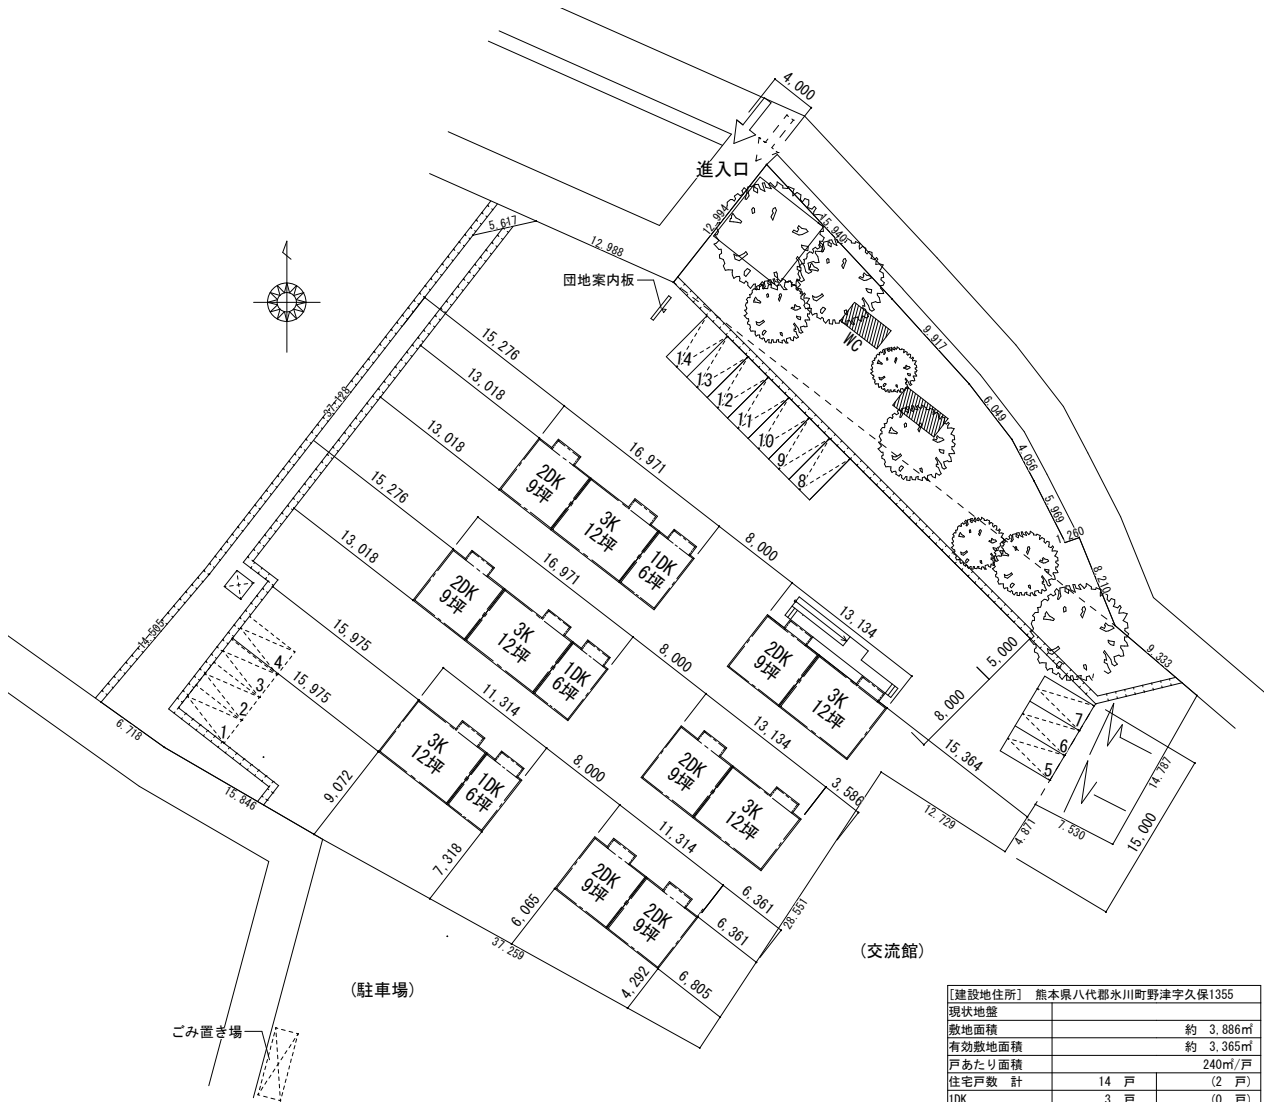 4,000
進入口
12,994
15,940
5,617
12,988
団地案内板
WC
9,917
6,049
4,056
5,969
1,260
8,210
9,333
14
13
12
11
10
9
8
15,276
13,018
13,018
37,128
16,971
2DK
9坪
3K
12坪
1DK
6坪
15,276
13,018
16,971
8,000
13,134
5,000
8,000
2DK
9坪
3K
12坪
1DK
6坪
2DK
9坪
3K
12坪
14,505
15,975
15,975
4
3
2
1
6,718
15,846
11,314
8,000
13,134
3,586
15,364
7
6
5
12,729
4,871
7,530
14,787
15,000
3K
12坪
1DK
6坪
9,072
7,318
8,000
2DK
9坪
3K
12坪
11,314
6,361
6,361
28,551
2DK
9坪
2DK
9坪
6,065
37,259
4,292
6,805
(交流館)
(駐車場)
ごみ置き場
[建設地住所] 熊本県八代郡氷川町野津字久保1355
現状地盤
敷地面積 約 3,886㎡
有効敷地面積 約 3,365㎡
戸あたり面積 240㎡/戸
住宅戸数 計 14 戸 (2 戸)
1DK 3 戸 (0 戸)